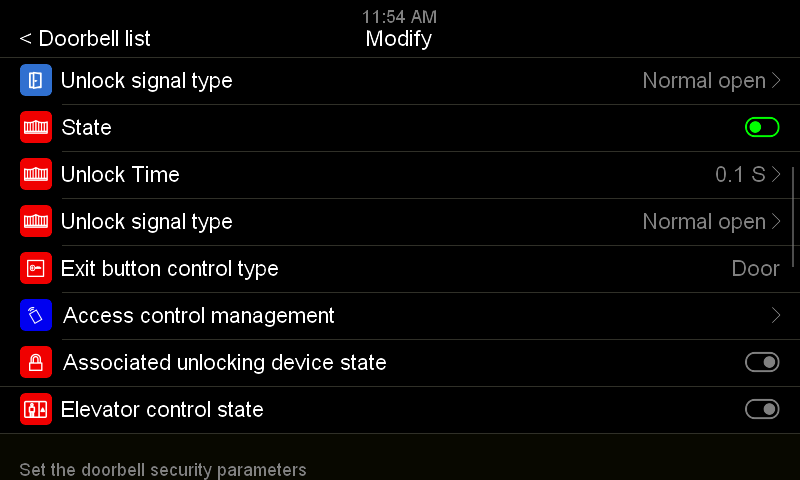 11:54 AM
< Doorbell list
Modify
Unlock signal type
Normal open >
State
Unlock Time
0.1 S >
Unlock signal type
Normal open >
Exit button control type
Door
Access control management >
Associated unlocking device state
Elevator control state
Set the doorbell security parameters